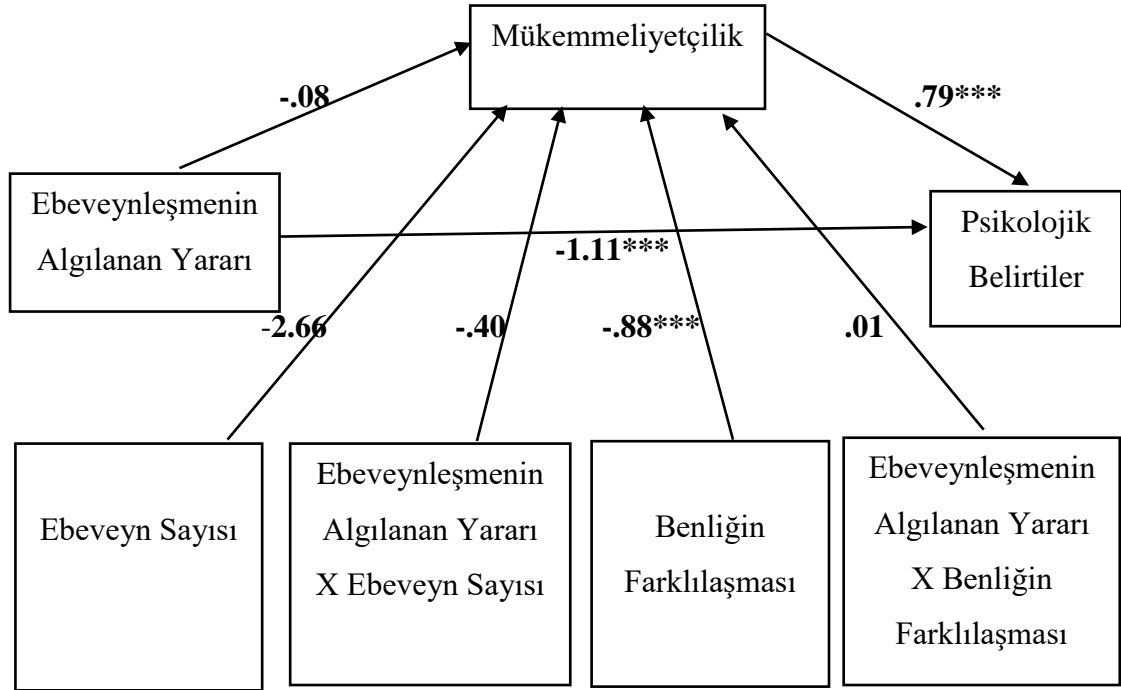 Mükemmeliyetçilik
-.08
.79***
Ebeveynleşmenin
Algılanan Yararı
Psikolojik
Belirtiler
-1.11***
-2.66
-.40
-.88***
.01
Ebeveyn Sayısı
Ebeveynleşmenin
Algılanan Yararı
X Ebeveyn Sayısı
Benliğin
Farklılaşması
Ebeveynleşmenin
Algılanan Yararı
X Benliğin
Farklılaşması